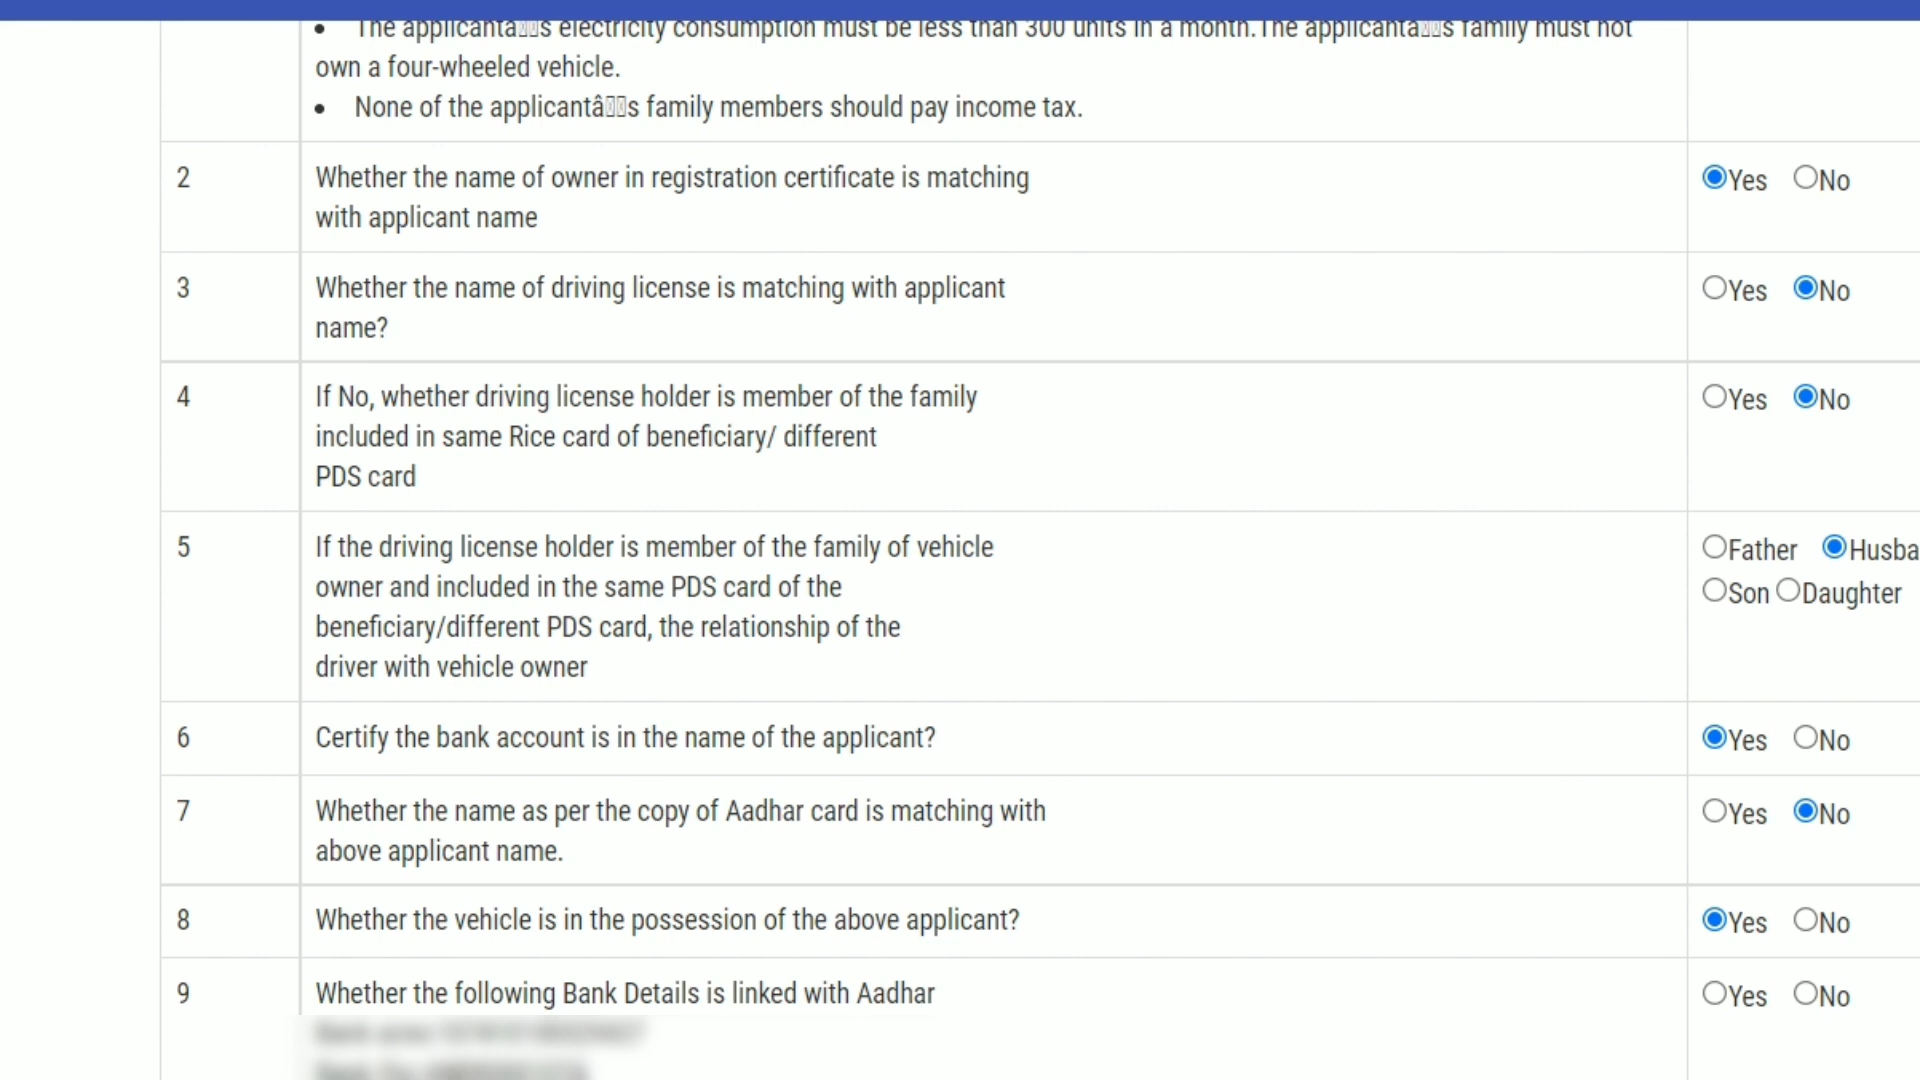 • The applicantâ▯▯s electricity consumption must be less than 300 units in a month.The applicantâ▯▯s family must not
own a four-wheeled vehicle.
• None of the applicantâ▯▯s family members should pay income tax.
2 Whether the name of owner in registration certificate is matching Yes No
with applicant name
3 Whether the name of driving license is matching with applicant Yes No
name?
4 If No, whether driving license holder is member of the family Yes No
included in same Rice card of beneficiary/ different
PDS card
5 If the driving license holder is member of the family of vehicle Father Husba
owner and included in the same PDS card of the Son Daughter
beneficiary/different PDS card, the relationship of the
driver with vehicle owner
6 Certify the bank account is in the name of the applicant? Yes No
7 Whether the name as per the copy of Aadhar card is matching with Yes No
above applicant name.
8 Whether the vehicle is in the possession of the above applicant? Yes No
9 Whether the following Bank Details is linked with Aadhar Yes No